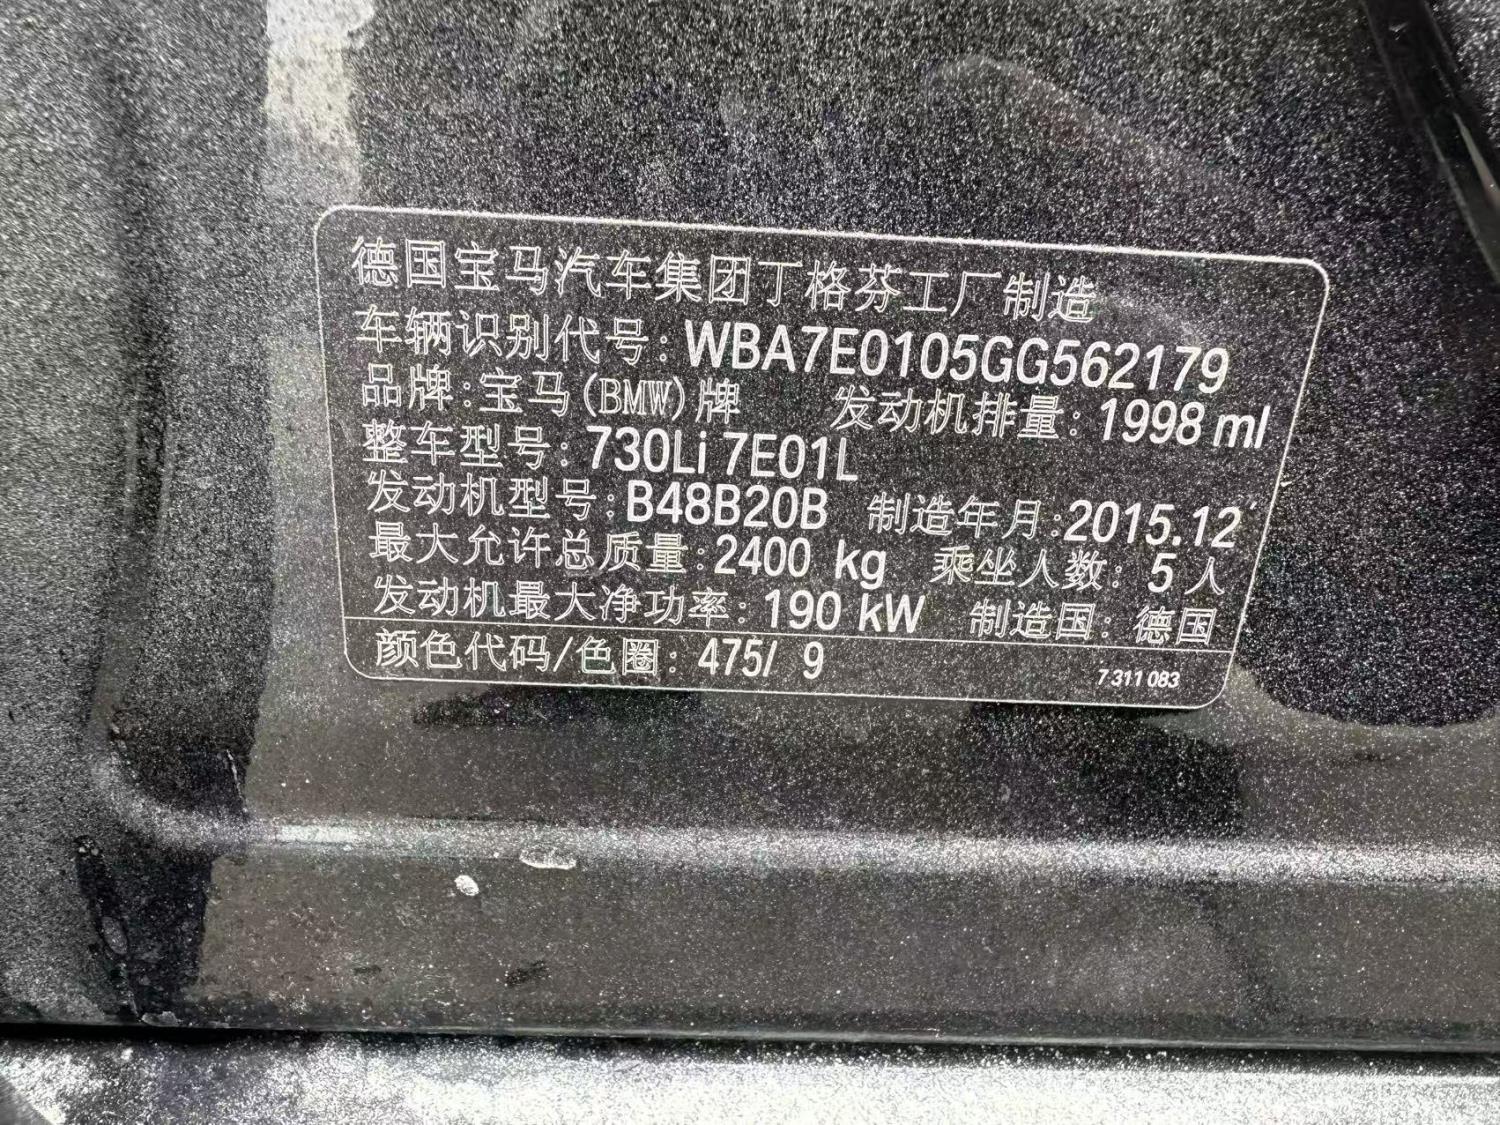 德国宝马汽车集团丁格芬工厂制造
车辆识别代号: WBA7E0105GG562179
品牌:宝马(BMW)牌 发动机排量: 1998 ml
整车型号: 730Li 7E01L
发动机型号:B48B20B 制造年月:2015.12
最大允许总质量:2400 kg 乘坐人数: 5 人
发动机最大净功率: 190 kW 制造国: 德国
颜色代码/色圈: 475/ 9 7 311 083